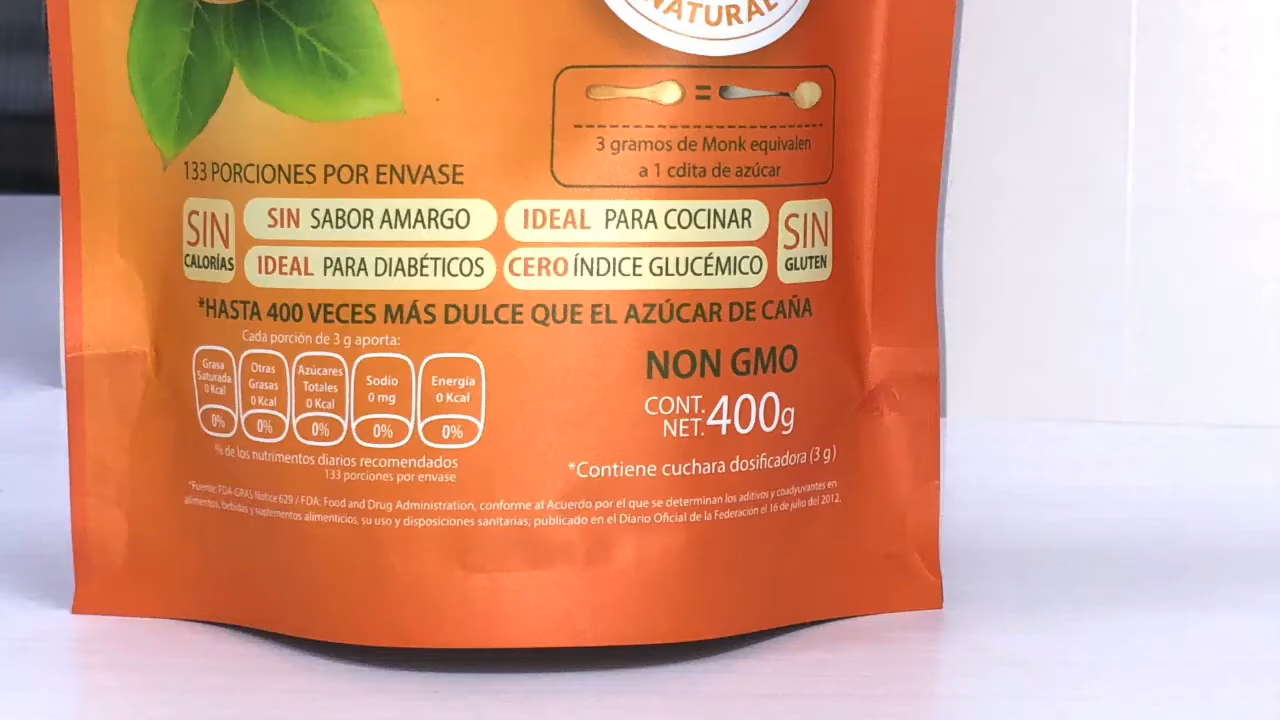 NATURAL
=
3 gramos de Monk equivalen
a 1 cdita de azúcar
133 PORCIONES POR ENVASE
SIN
CALORÍAS
SIN SABOR AMARGO
IDEAL PARA COCINAR
SIN
GLUTEN
IDEAL PARA DIABÉTICOS
CERO ÍNDICE GLUCÉMICO
*HASTA 400 VECES MÁS DULCE QUE EL AZÚCAR DE CAÑA
Cada porción de 3 g aporta:
Grasa
Saturada
0 Kcal
0%
Otras
Grasas
0 Kcal
0%
Azúcares
Totales
0 Kcal
0%
Sodio
0 mg
0%
Energía
0 Kcal
0%
% de los nutrimentos diarios recomendados
133 porciones por envase
NON GMO
CONT.
NET. 400g
*Contiene cuchara dosificadora (3 g)
*Fuente: FDA-GRAS Notice 629 / FDA: Food and Drug Administration, conforme al Acuerdo por el que se determinan los aditivos y coadyuvantes en
alimentos, bebidas y suplementos alimenticios, su uso y disposiciones sanitarias; publicado en el Diario Oficial de la Federación el 16 de julio del 2012.